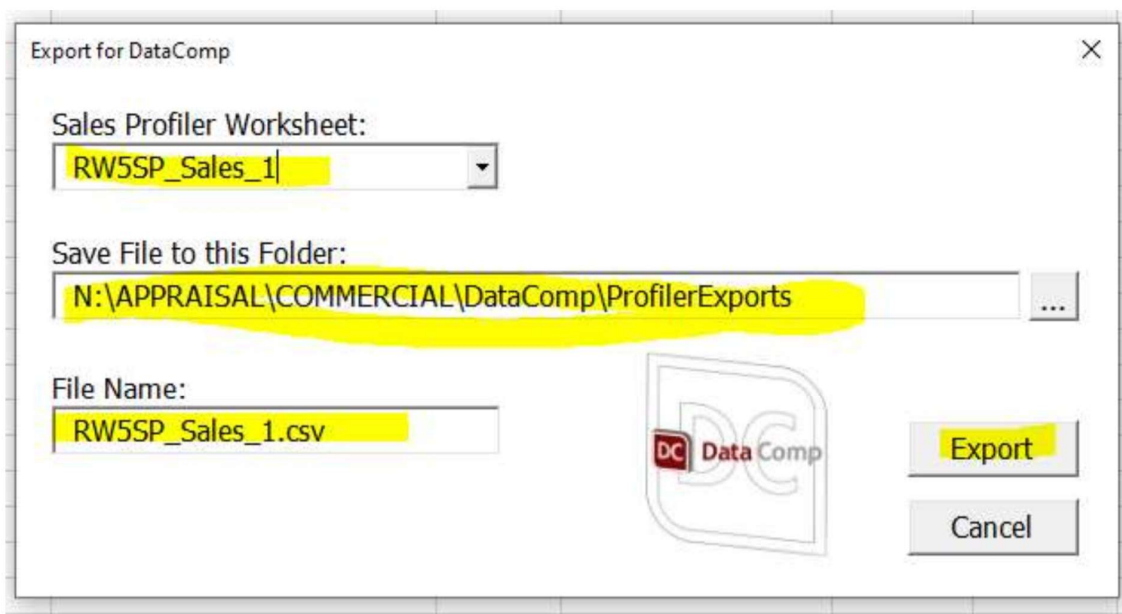 Export for DataComp
Sales Profiler Worksheet:
RW5SP_Sales_1
Save File to this Folder:
N:\APPRAISAL\COMMERCIAL\DataComp\ProfilerExports
...
File Name:
RW5SP_Sales_1.csv
DC
DC Data Comp
Export
Cancel